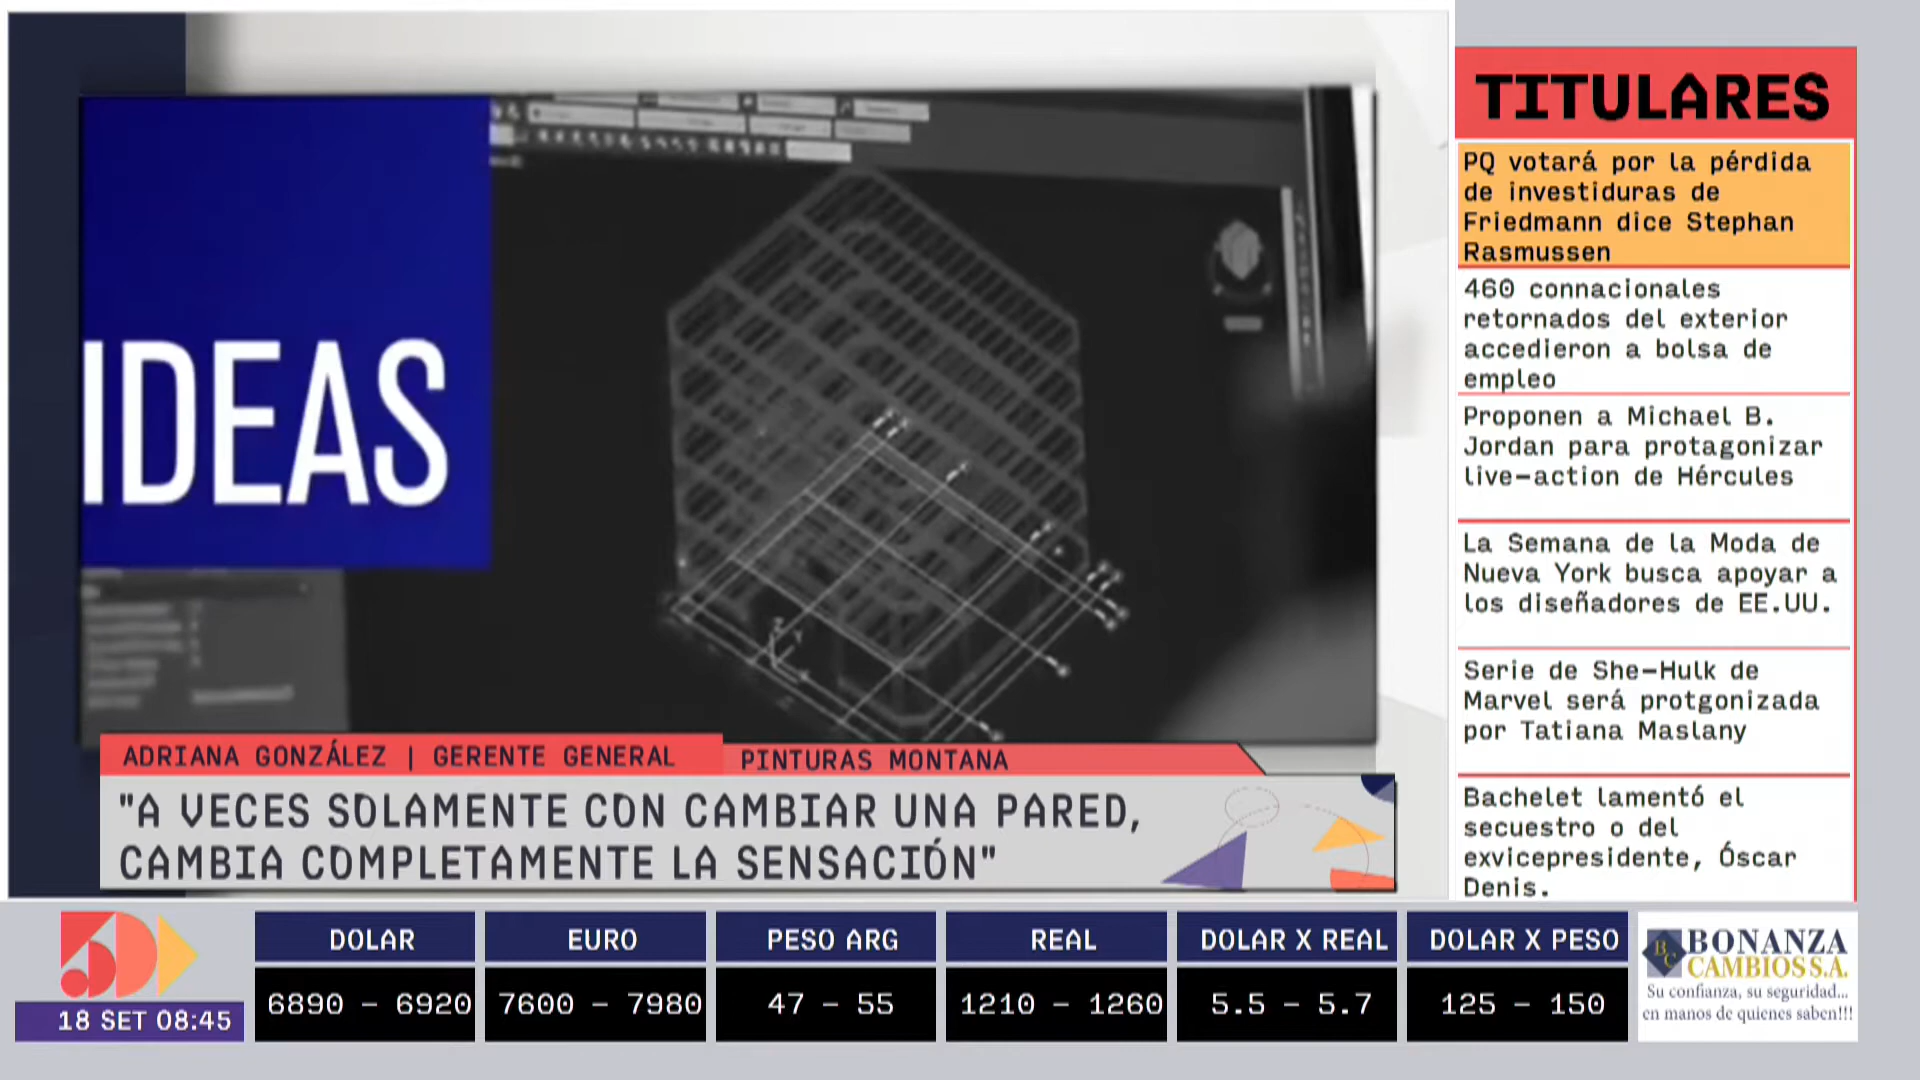 IDEAS
ADRIANA GONZÁLEZ | GERENTE GENERAL
PINTURAS MONTANA
"A VECES SOLAMENTE CON CAMBIAR UNA PARED,
CAMBIA COMPLETAMENTE LA SENSACIÓN"
TITULARES
PQ votará por la pérdida
de investiduras de
Friedmann dice Stephan
Rasmussen
460 connacionales
retornados del exterior
accedieron a bolsa de
empleo
Proponen a Michael B.
Jordan para protagonizar
live-action de Hércules
La Semana de la Moda de
Nueva York busca apoyar a
los diseñadores de EE.UU.
Serie de She-Hulk de
Marvel será protgonizada
por Tatiana Maslany
Bachelet lamentó el
secuestro o del
exvicepresidente, Óscar
Denis.
5D
18 SET 08:45
DOLAR
6890 - 6920
EURO
7600 - 7980
PESO ARG
47 - 55
REAL
1210 - 1260
DOLAR X REAL
5.5 - 5.7
DOLAR X PESO
125 - 150
BC
BONANZA
CAMBIOS S.A.
Su confianza, su seguridad...
en manos de quienes saben!!!